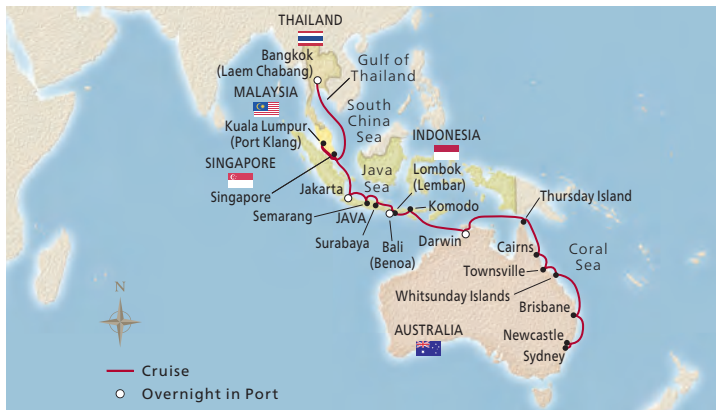 THAILAND
Bangkok
(Laem Chabang)
Gulf of
Thailand
MALAYSIA
South
China
Sea
Kuala Lumpur
(Port Klang)
INDONESIA
SINGAPORE
Singapore
Java
Sea
Lombok
(Lembar)
Jakarta
Komodo
Thursday Island
Semarang
JAVA
Surabaya
Bali
(Benoa)
Darwin
Cairns
Coral
Sea
Townsville
Whitsunday Islands
Brisbane
N
AUSTRALIA
Newcastle
Sydney
Cruise
Overnight in Port